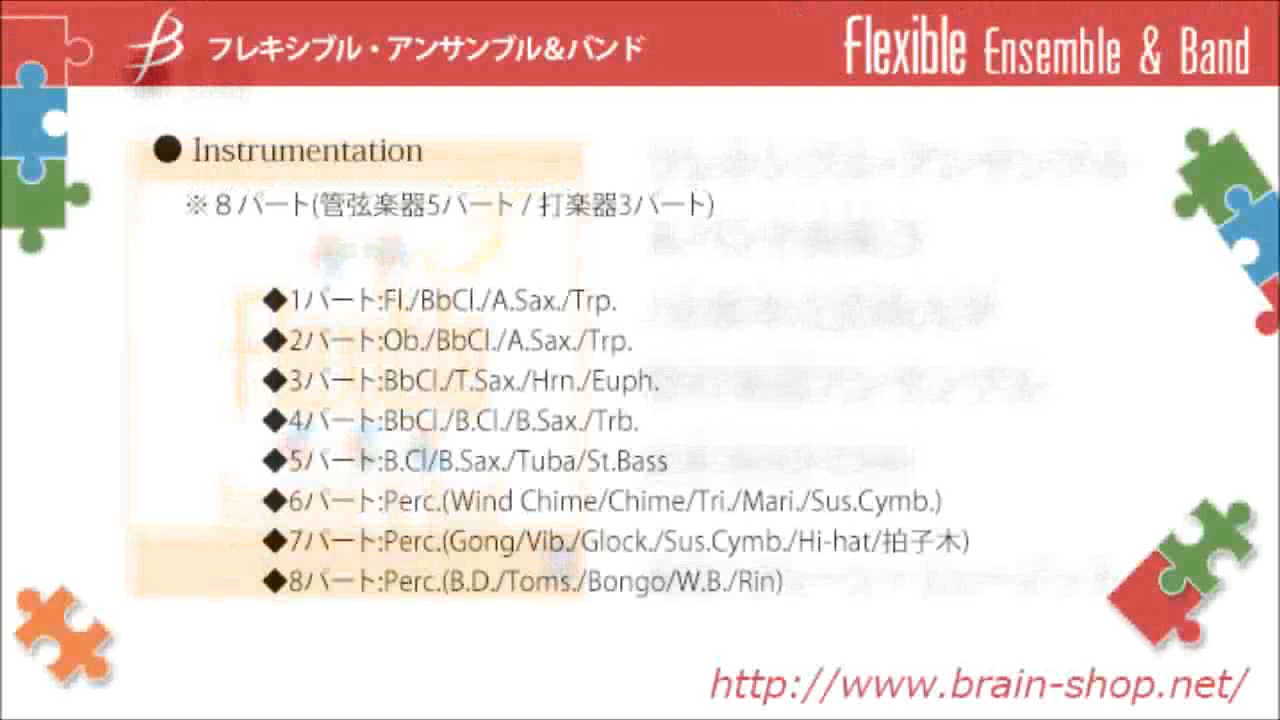 フレキシブル・アンサンブル&バンド
Flexible Ensemble & Band
● Instrumentation
※８パート(管弦楽器5パート / 打楽器3パート)
◆1パート:Fl./BbCl./A.Sax./Trp.
◆2パート:Ob./BbCl./A.Sax./Trp.
◆3パート:BbCl./T.Sax./Hrn./Euph.
◆4パート:BbCl./B.Cl./B.Sax./Trb.
◆5パート:B.Cl/B.Sax./Tuba/St.Bass
◆6パート:Perc.(Wind Chime/Chime/Tri./Mari./Sus.Cymb.)
◆7パート:Perc.(Gong/Vib./Glock./Sus.Cymb./Hi-hat/拍子木)
◆8パート:Perc.(B.D./Toms./Bongo/W.B./Rin)
http://www.brain-shop.net/